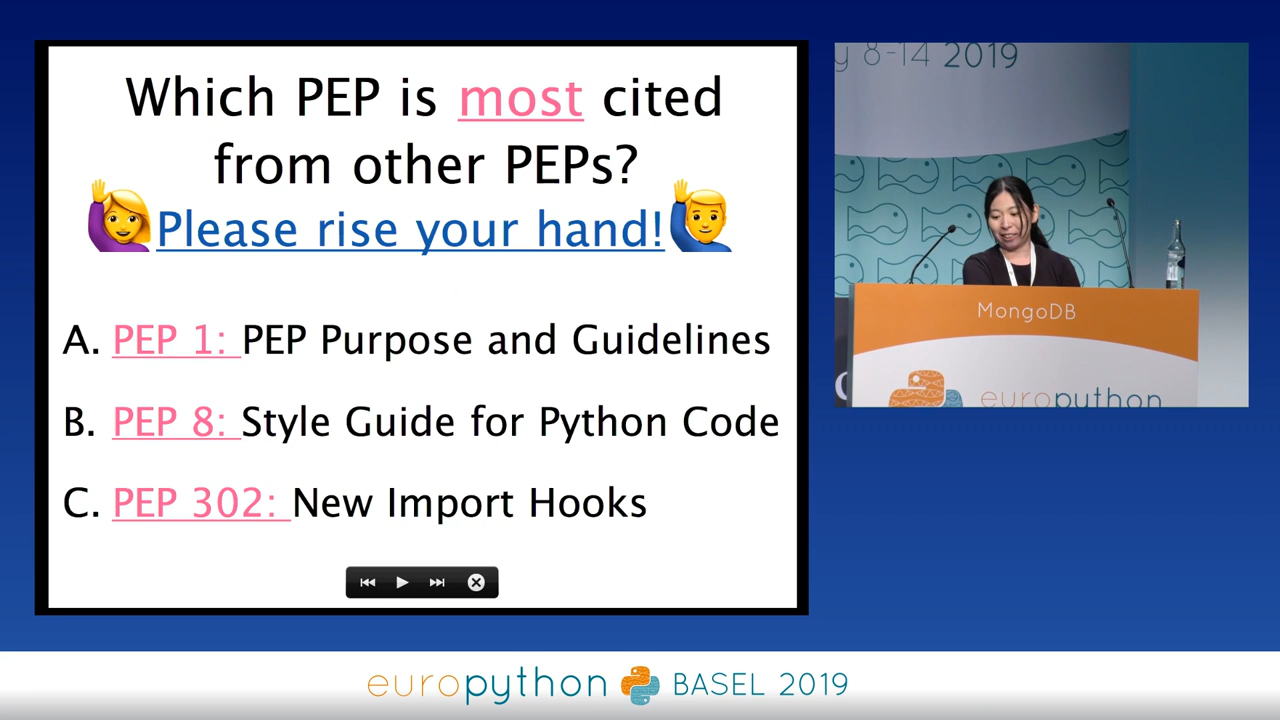 Which PEP is most cited
from other PEPs?
Please rise your hand!
A. PEP 1: PEP Purpose and Guidelines
B. PEP 8: Style Guide for Python Code
C. PEP 302: New Import Hooks
8-14 2019
MongoDB
europython
europython BASEL 2019